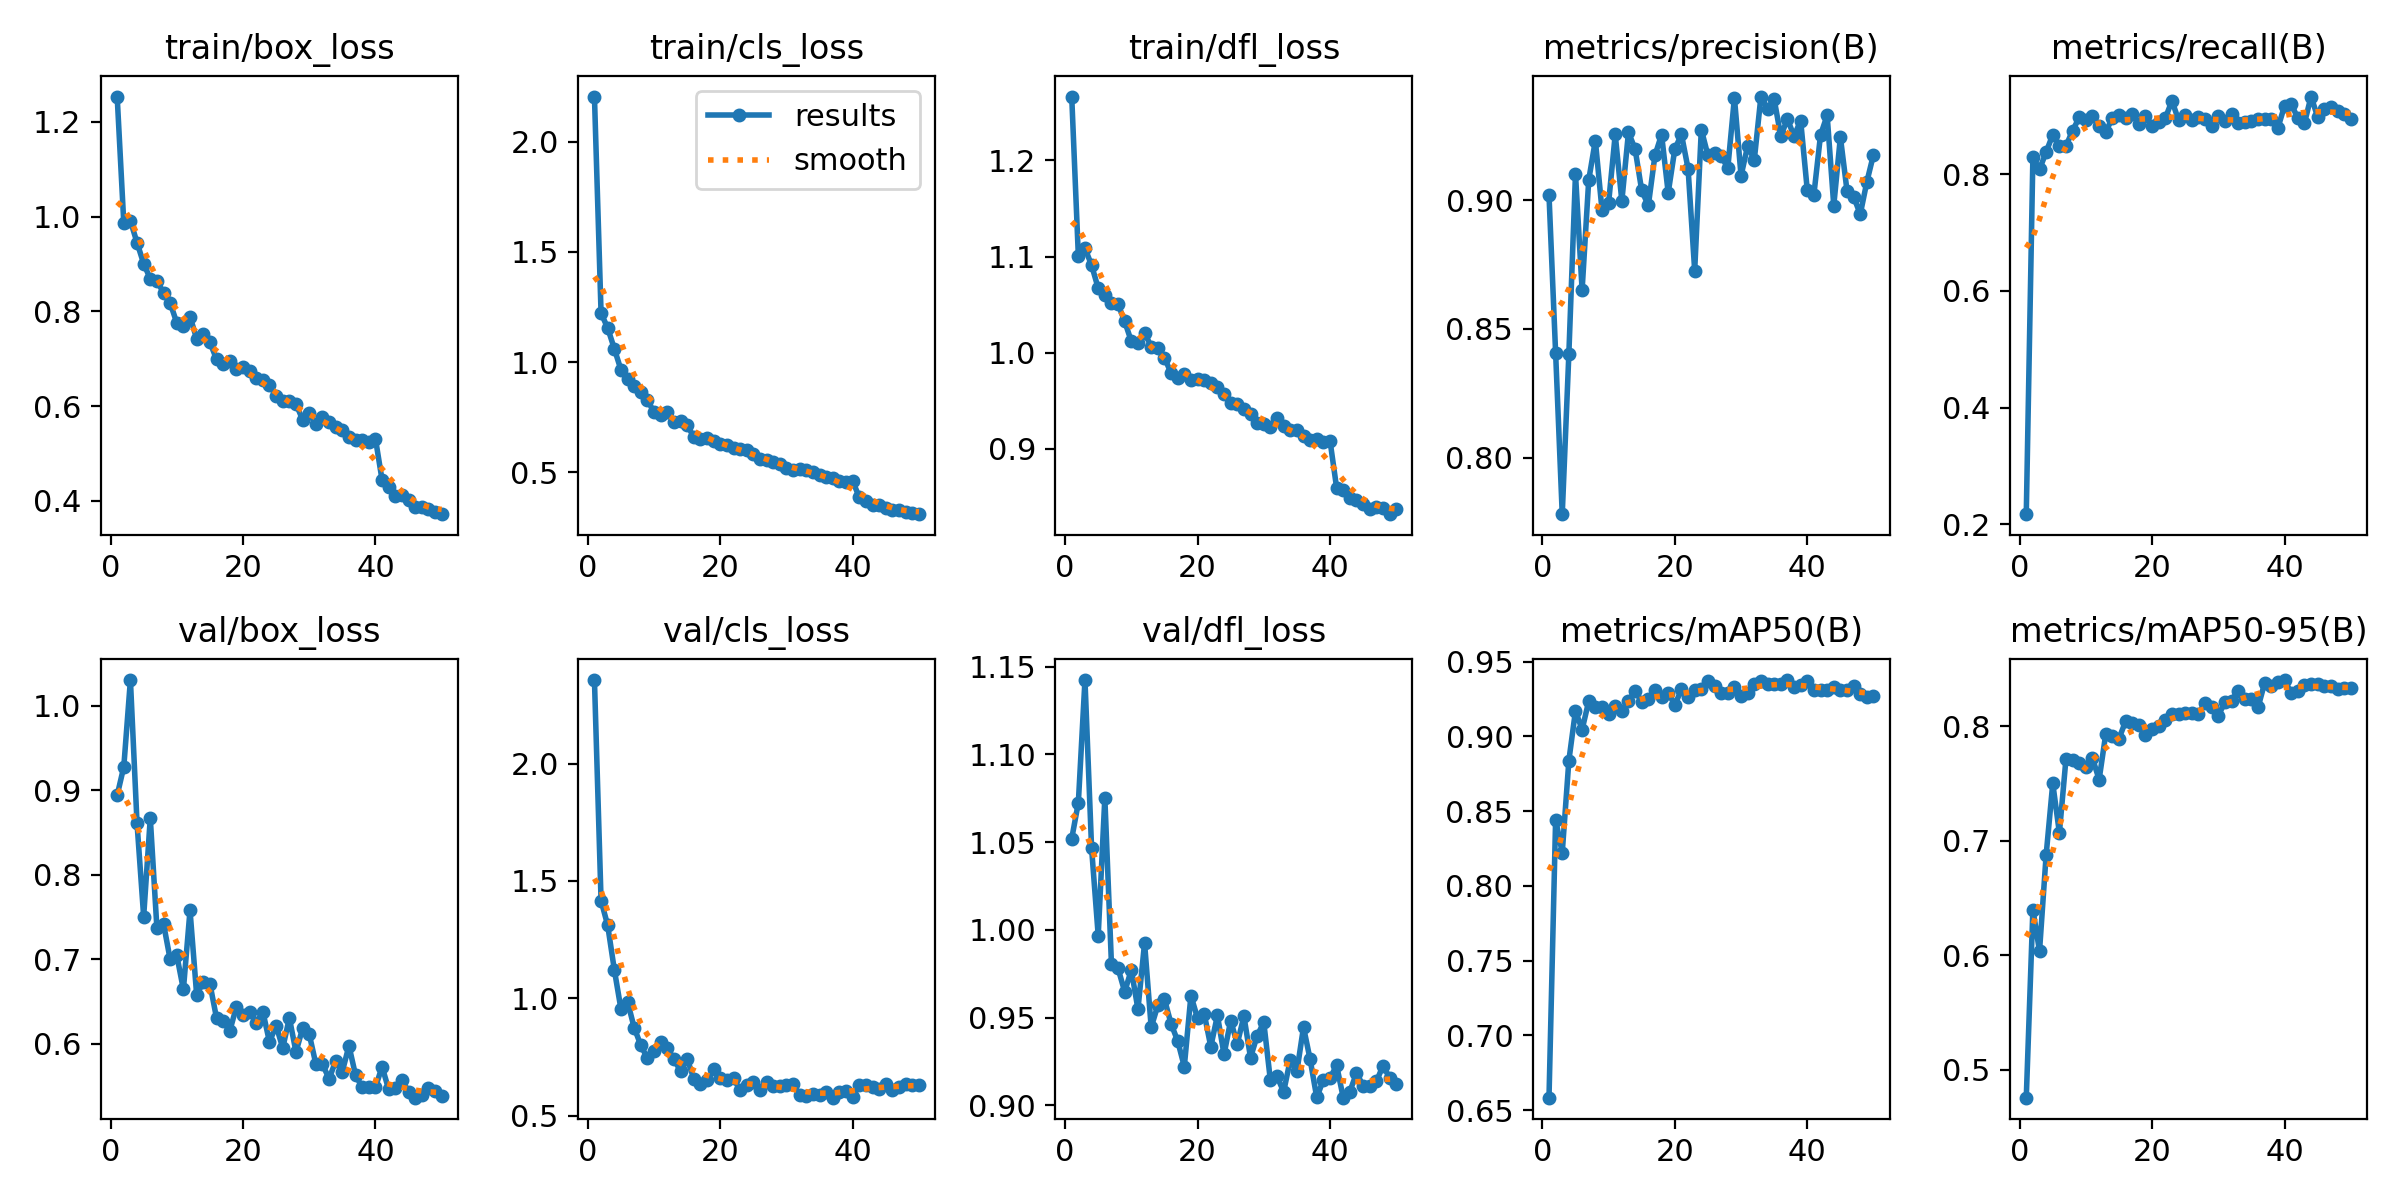 train/box_loss
1.2
1.0
0.8
0.6
0.4
0 20 40
train/cls_loss
results
smooth
2.0
1.5
1.0
0.5
0 20 40
train/dfl_loss
1.2
1.1
1.0
0.9
0 20 40
metrics/precision(B)
0.90
0.85
0.80
0 20 40
metrics/recall(B)
0.8
0.6
0.4
0.2
0 20 40
val/box_loss
1.0
0.9
0.8
0.7
0.6
0 20 40
val/cls_loss
2.0
1.5
1.0
0.5
0 20 40
val/dfl_loss
1.15
1.10
1.05
1.00
0.95
0.90
0 20 40
metrics/mAP50(B)
0.95
0.90
0.85
0.80
0.75
0.70
0.65
0 20 40
metrics/mAP50-95(B)
0.8
0.7
0.6
0.5
0 20 40